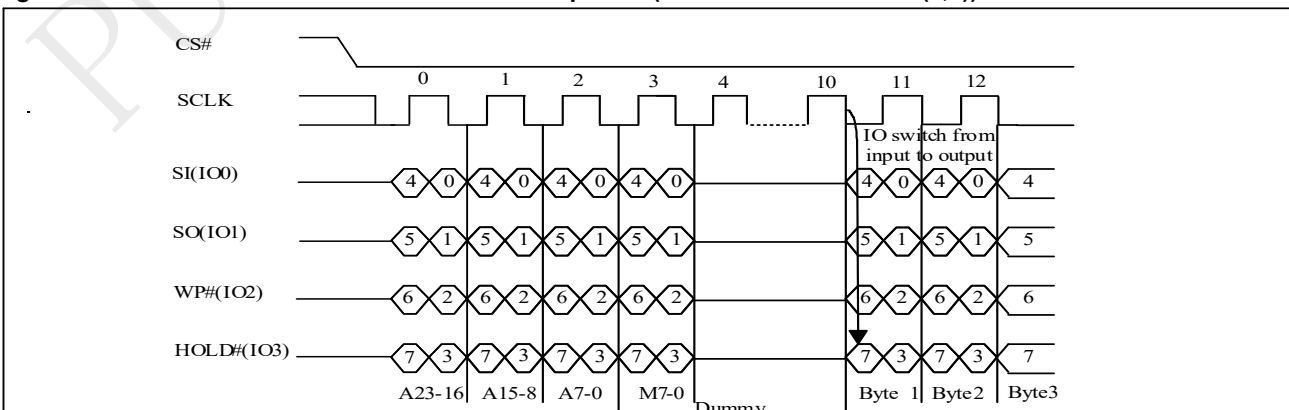 CS#
0 1 2 3 4 10 11 12
SCLK
IO switch from
input to output
SI(IO0) 4 0 4 0 4 0 4 0 4 0 4 0 4
SO(IO1) 5 1 5 1 5 1 5 1 5 1 5 1 5
WP#(IO2) 6 2 6 2 6 2 6 2 6 2 6 2 6
HOLD#(IO3) 7 3 7 3 7 3 7 3 7 3 7 3 7
A23-16 A15-8 A7-0 M7-0 Byte 1 Byte2 Byte3
Dummy